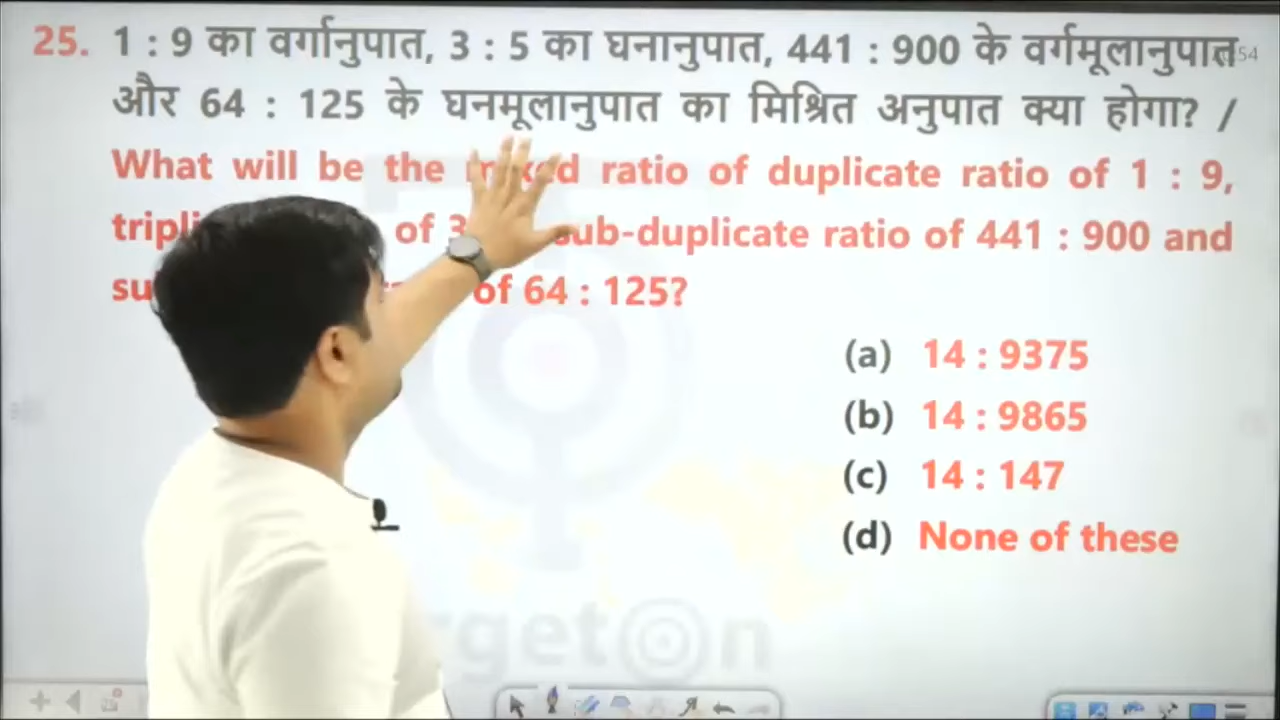 25. 1 : 9 का वर्गानुपात, 3 : 5 का घनानुपात, 441 : 900 के वर्गमूलानुपात
54
और 64 : 125 के घनमूलानुपात का मिश्रित अनुपात क्या होगा? /
What will be the ratio of duplicate ratio of 1 : 9,
of 3 sub-duplicate ratio of 441 : 900 and
of 64 : 125?
(a) 14 : 9375
(b) 14 : 9865
(c) 14 : 147
(d) None of these